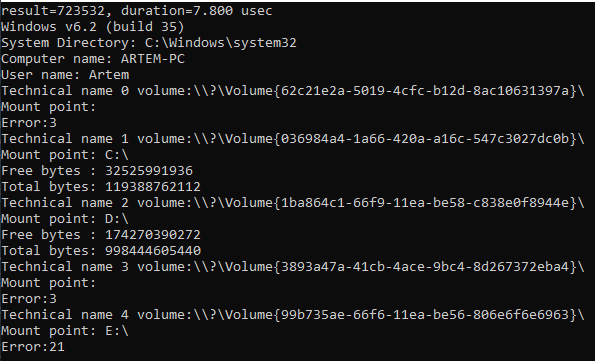 result=723532, duration=7.800 usec
Windows v6.2 (build 35)
System Directory: C:\Windows\system32
Computer name: ARTEM-PC
User name: Artem
Technical name 0 volume:\\?\Volume{62c21e2a-5019-4cfc-b12d-8ac10631397a}\
Mount point:
Error:3
Technical name 1 volume:\\?\Volume{036984a4-1a66-420a-a16c-547c3027dc0b}\
Mount point: C:\
Free bytes : 32525991936
Total bytes: 119388762112
Technical name 2 volume:\\?\Volume{1ba864c1-66f9-11ea-be58-c838e0f8944e}\
Mount point: D:\
Free bytes : 174270390272
Total bytes: 998444605440
Technical name 3 volume:\\?\Volume{3893a47a-41cb-4ace-9bc4-8d267372eba4}\
Mount point:
Error:3
Technical name 4 volume:\\?\Volume{99b735ae-66f6-11ea-be56-806e6f6e6963}\
Mount point: E:\
Error:21